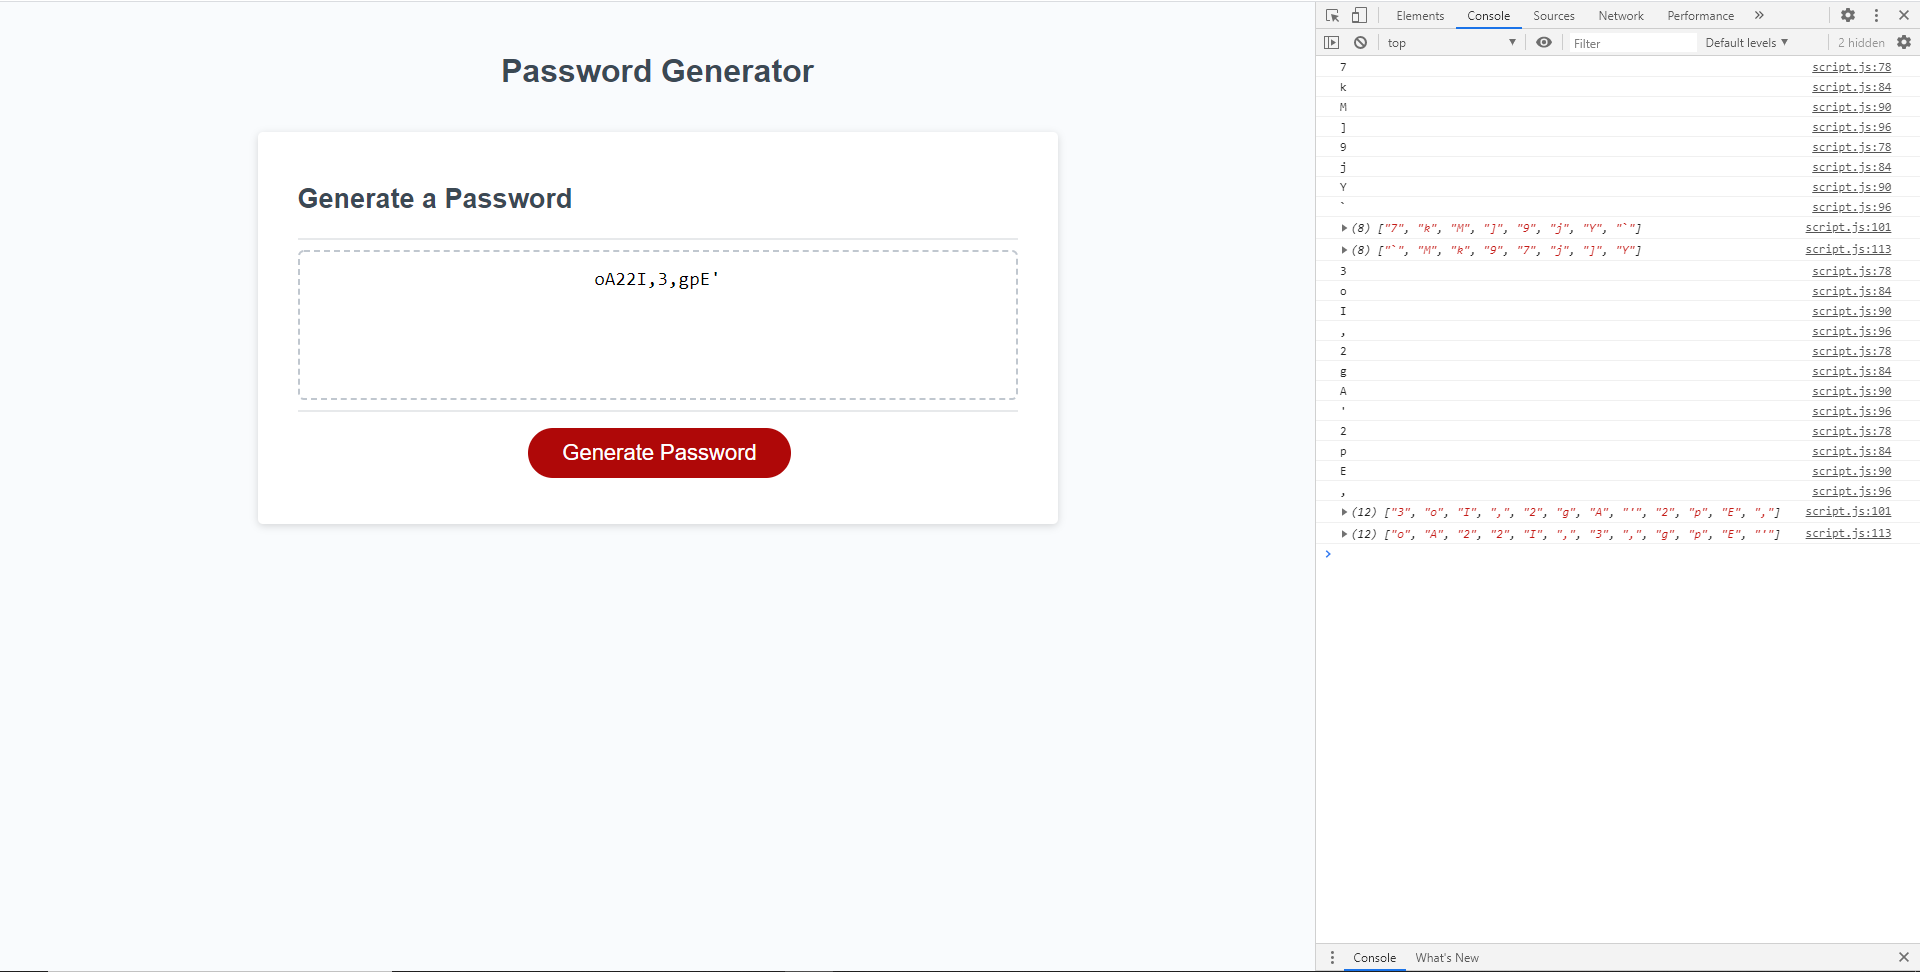 Password Generator
Generate a Password
oA22I,3,gpE'
Generate Password
Elements Console Sources Network Performance
top Filter Default levels 2 hidden
7 script.js:78
k script.js:84
M script.js:90
] script.js:96
9 script.js:78
j script.js:84
Y script.js:90
` script.js:96
(8) ["7", "k", "M", "]", "9", "j", "Y", "`"] script.js:101
(8) ["`", "M", "k", "9", "7", "j", "]", "Y"] script.js:113
3 script.js:78
o script.js:84
I script.js:90
, script.js:96
2 script.js:78
g script.js:84
A script.js:90
' script.js:96
2 script.js:78
p script.js:84
E script.js:90
, script.js:96
(12) ["3", "o", "I", ",", "2", "g", "A", "'", "2", "p", "E", ","] script.js:101
(12) ["o", "A", "2", "2", "I", ",", "3", ",", "g", "p", "E", "'"] script.js:113
Console What's New